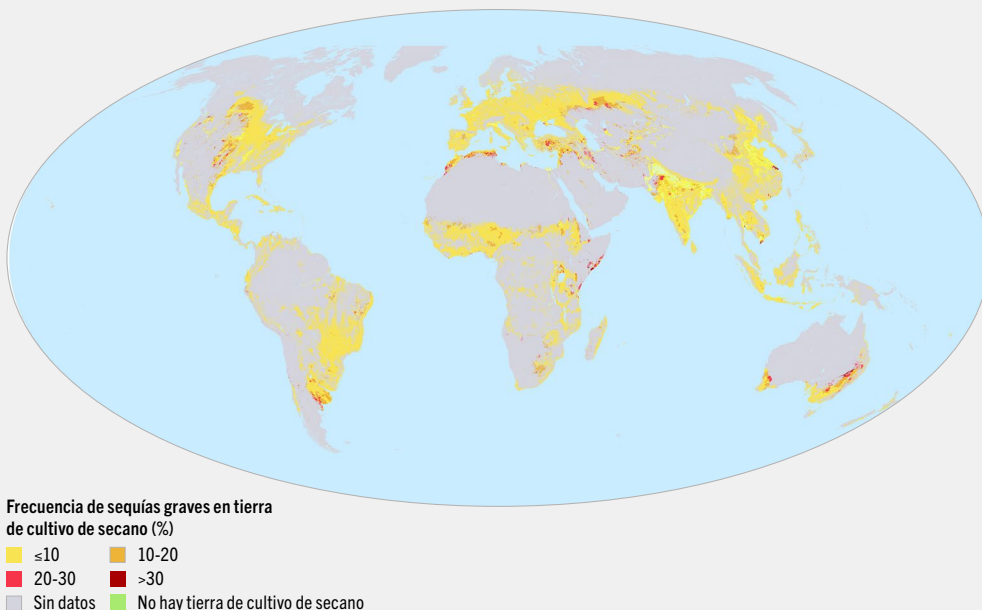 Frecuencia de sequías graves en tierra
de cultivo de secano (%)
≤10 10-20
20-30 >30
Sin datos No hay tierra de cultivo de secano